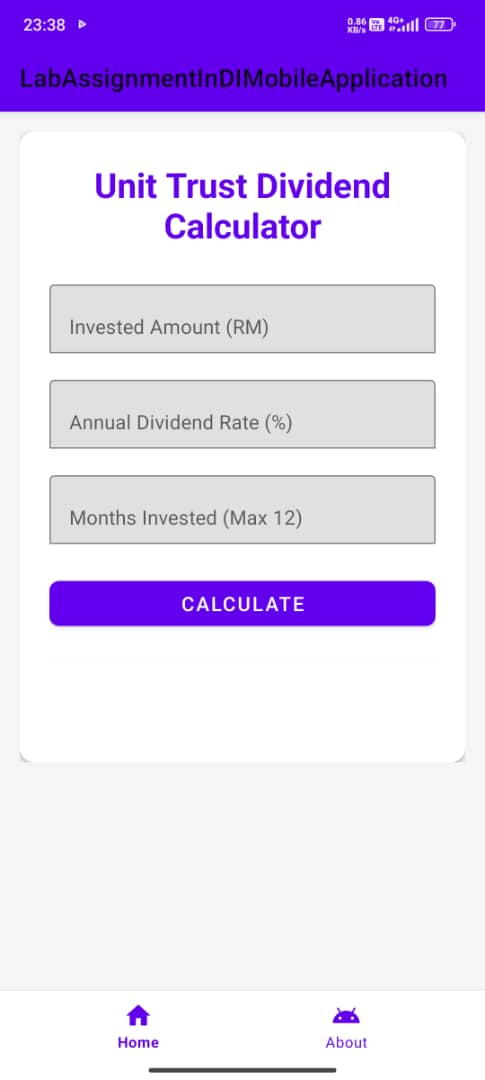 23:38
0.86 KB/s VoLTE 4G+ 77
LabAssignmentInDIMobileApplication
Unit Trust Dividend
Calculator
Invested Amount (RM)
Annual Dividend Rate (%)
Months Invested (Max 12)
CALCULATE
Home
About